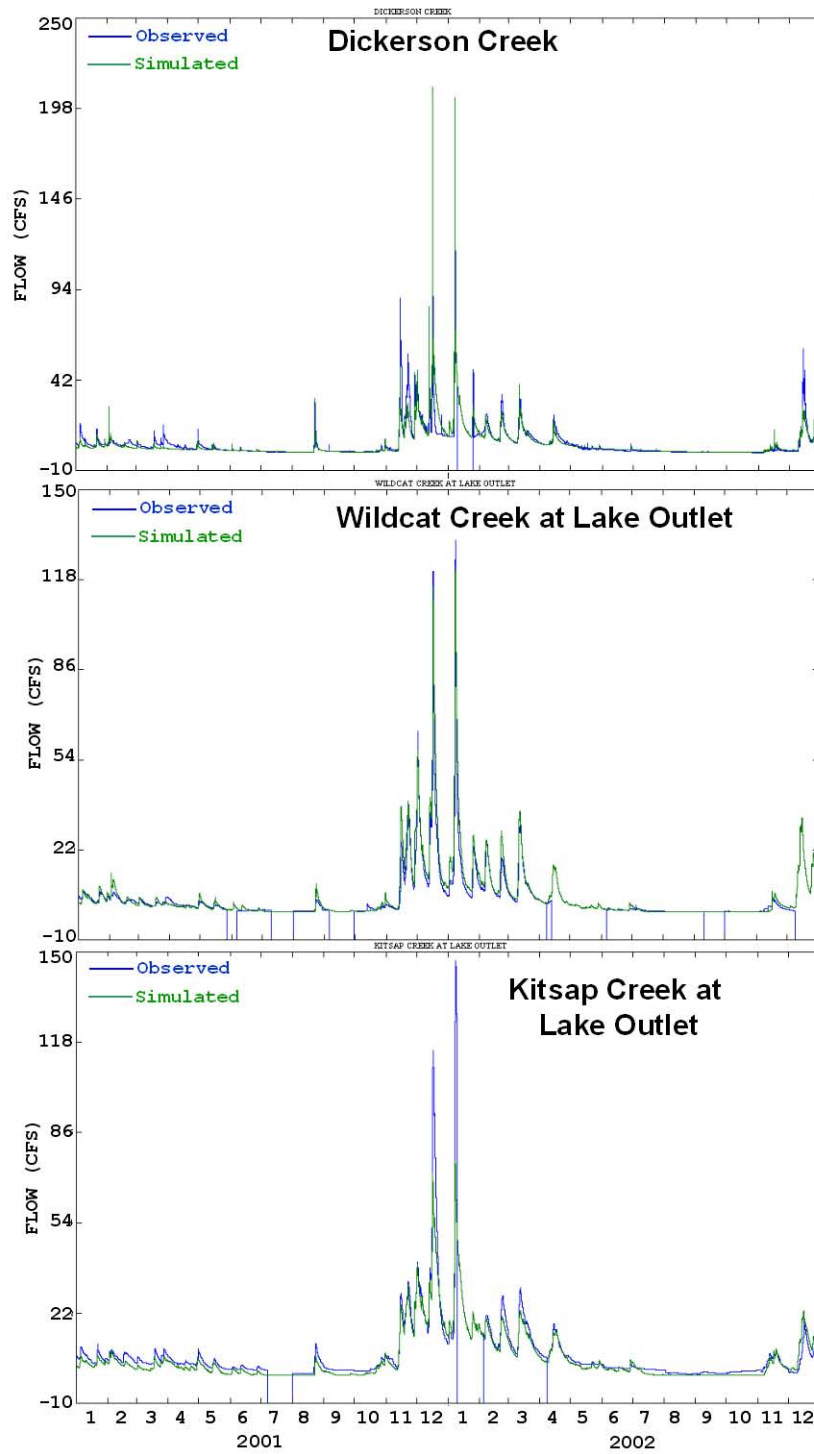 DICKERSON CREEK
250
Observed
Dickerson Creek
Simulated
198
146
94
42
-10
FLOW (CFS)
WILDCAT CREEK AT LAKE OUTLET
150
Observed
Wildcat Creek at Lake Outlet
Simulated
118
86
54
22
-10
FLOW (CFS)
KITSAP CREEK AT LAKE OUTLET
150
Observed
Simulated
Kitsap Creek at
Lake Outlet
118
86
54
22
-10
FLOW (CFS)
1 2 3 4 5 6 7 8 9 10 11 12 1 2 3 4 5 6 7 8 9 10 11 12
2001 2002